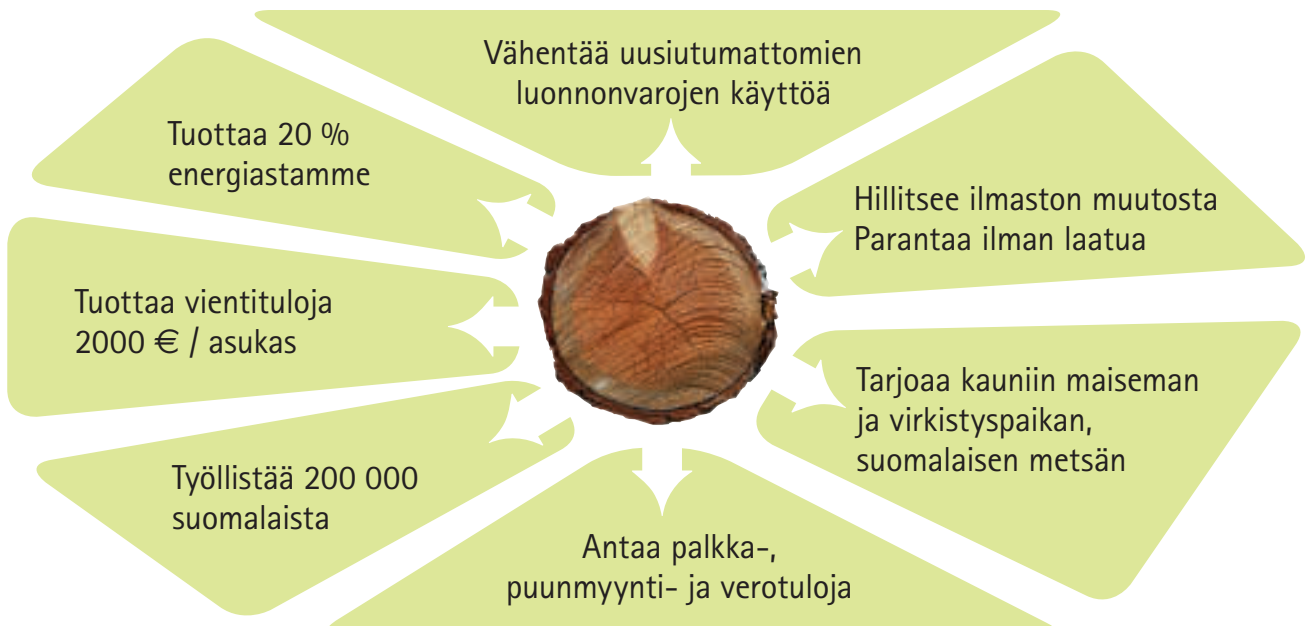 Vähentää uusiutumattomien
luonnonvarojen käyttöä
Tuottaa 20 %
energiastamme
Hillitsee ilmaston muutosta
Parantaa ilman laatua
Tuottaa vientituloja
2000 € / asukas
Tarjoaa kauniin maiseman
ja virkistyspaikan,
suomalaisen metsän
Työllistää 200 000
suomalaista
Antaa palkka-,
puunmyynti- ja verotuloja